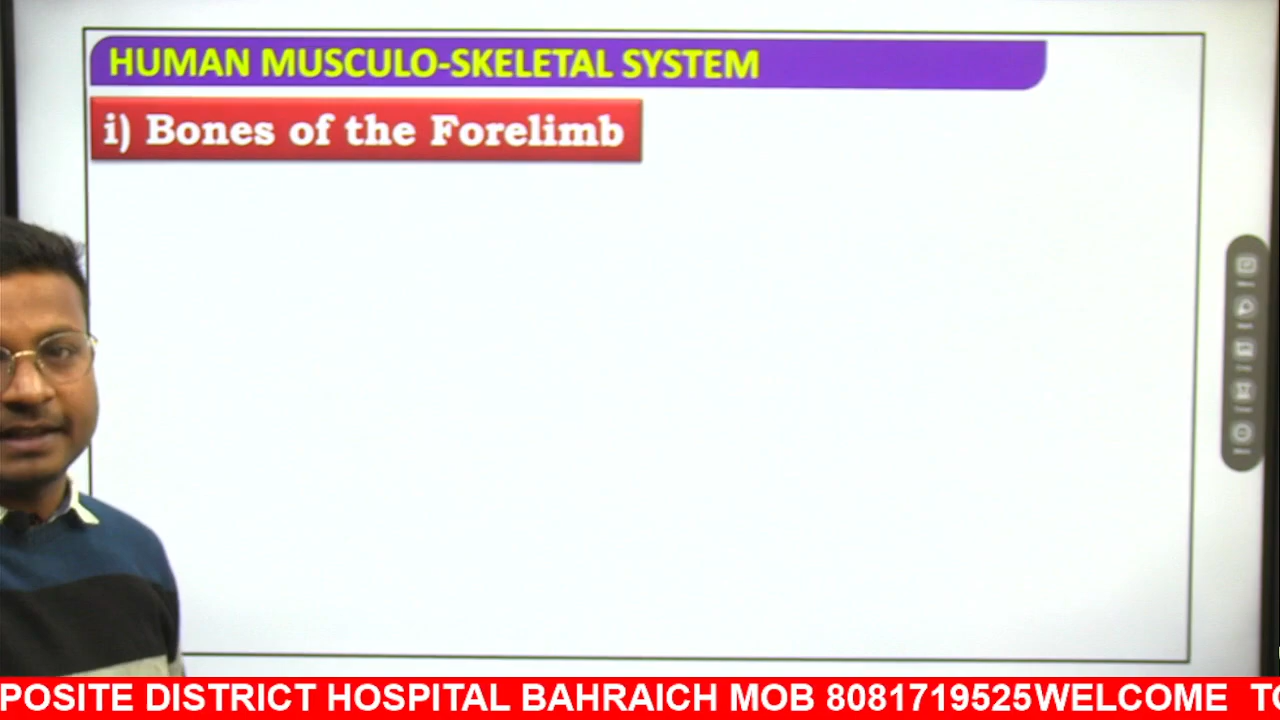 HUMAN MUSCULO-SKELETAL SYSTEM
i) Bones of the Forelimb
POSITE DISTRICT HOSPITAL BAHRAICH MOB 8081719525WELCOME TO